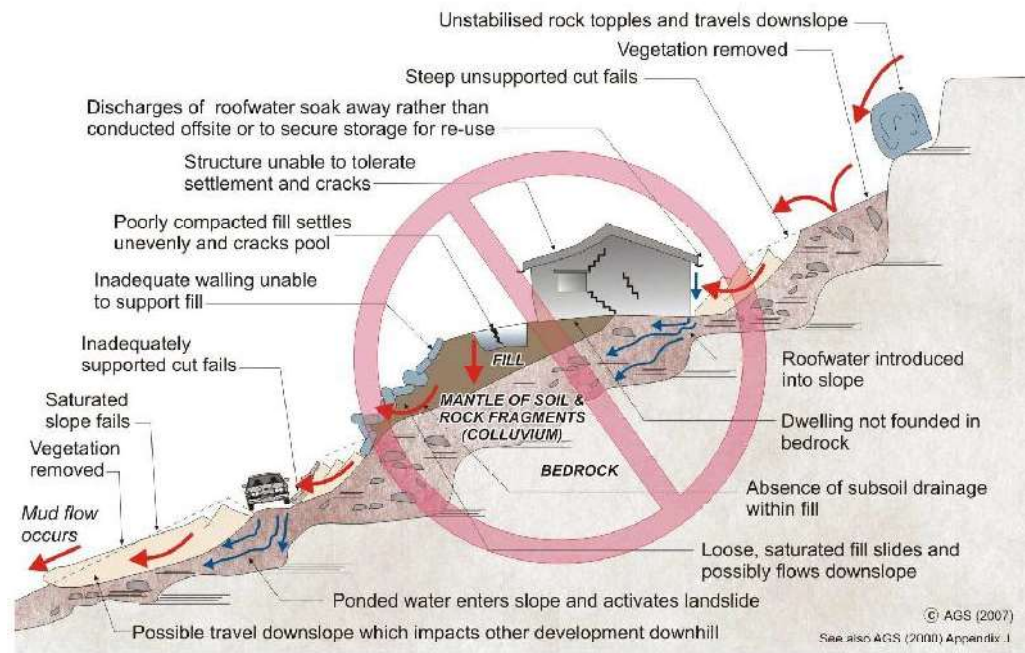 Unstabilised rock topples and travels downslope
Vegetation removed
Steep unsupported cut fails
Discharges of roofwater soak away rather than
conducted offsite or to secure storage for re-use
Structure unable to tolerate
settlement and cracks
Poorly compacted fill settles
unevenly and cracks pool
Inadequate walling unable
to support fill
Inadequately
supported cut fails
Saturated
slope fails
Vegetation
removed
Mud flow
occurs
FILL
MANTLE OF SOIL &
ROCK FRAGMENTS
(COLLUVIUM)
BEDROCK
Roofwater introduced
into slope
Dwelling not founded in
bedrock
Absence of subsoil drainage
within fill
Loose, saturated fill slides and
possibly flows downslope
Ponded water enters slope and activates landslide
Possible travel downslope which impacts other development downhill
© AGS (2007)
See also AGS (2000) Appendix J